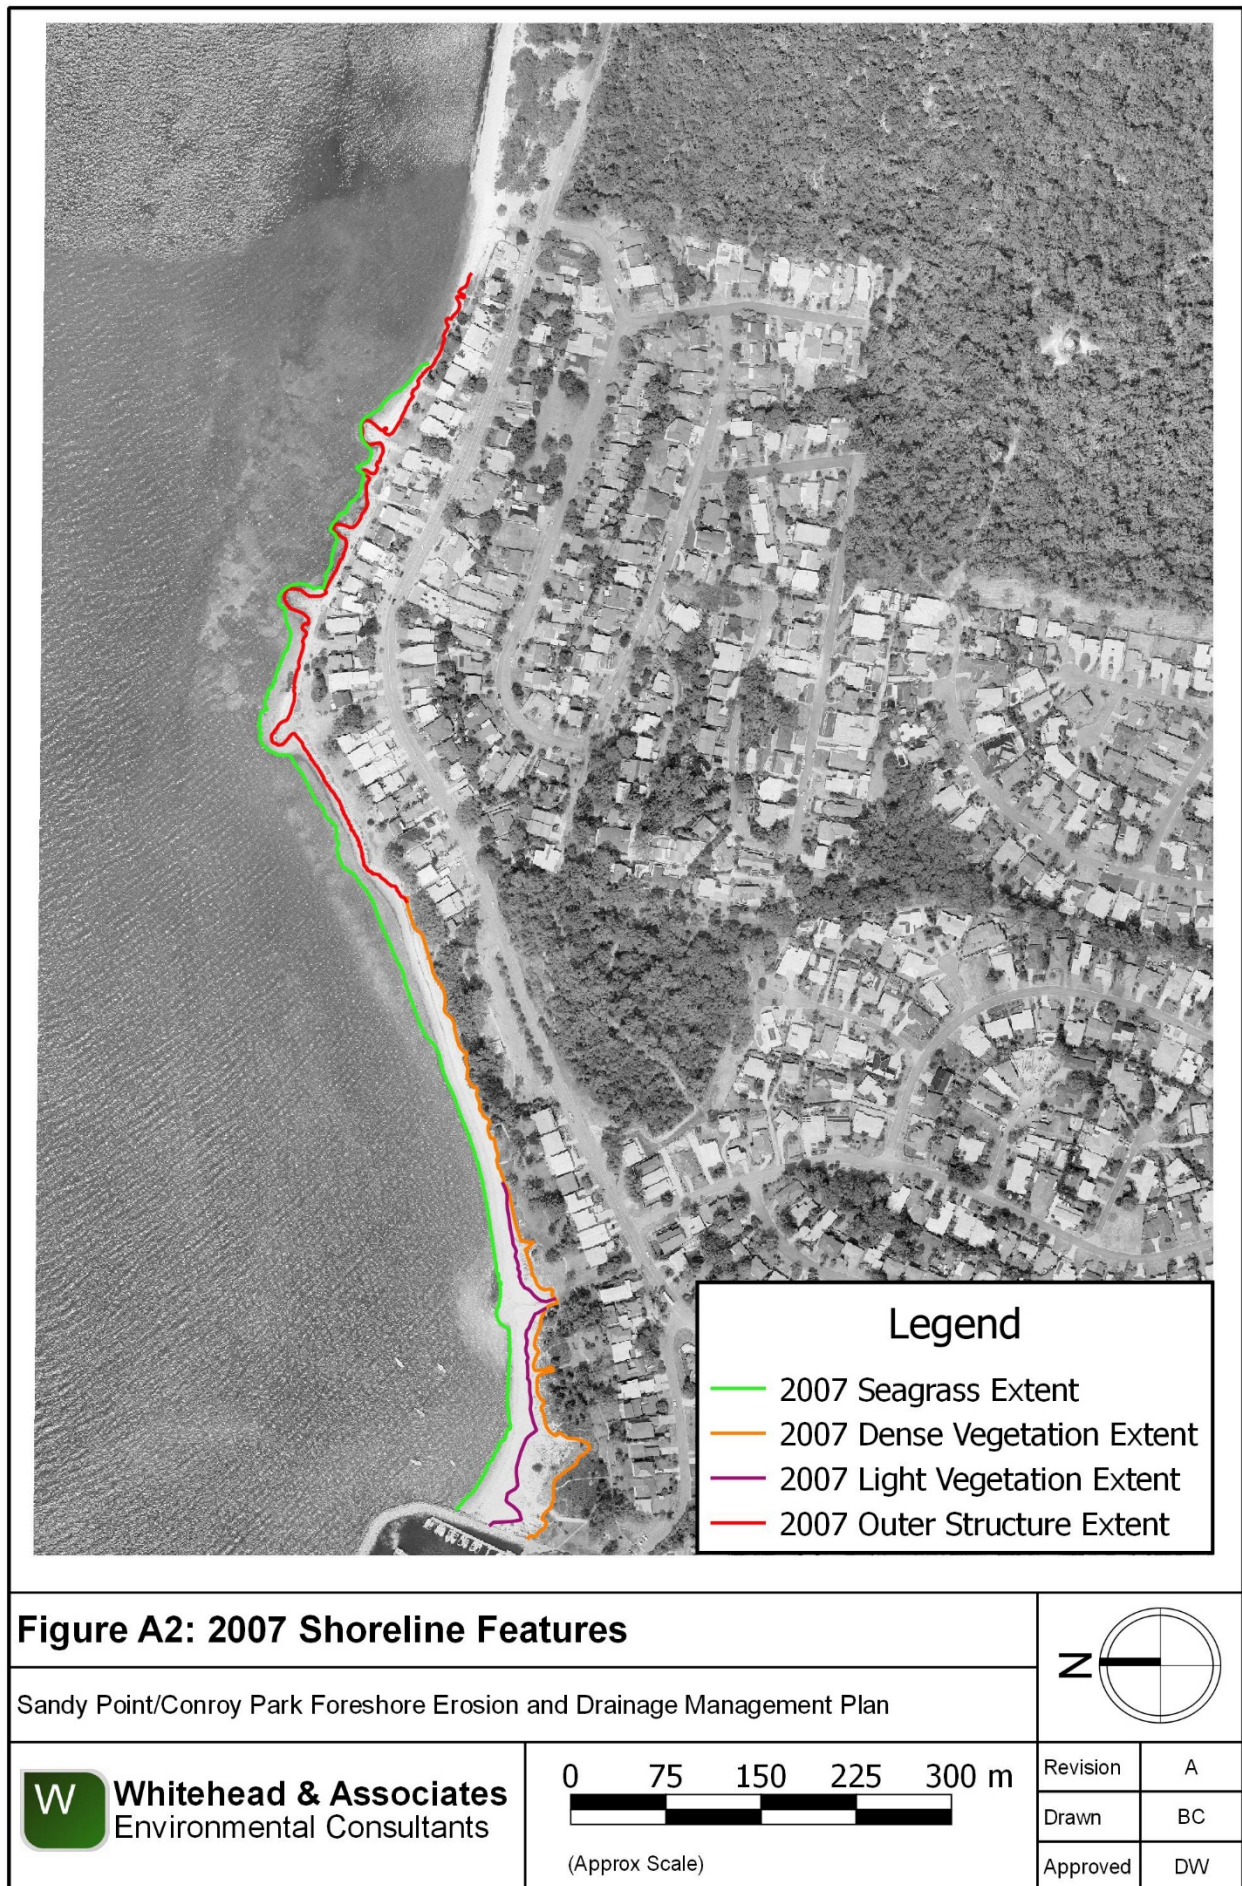 Legend
2007 Seagrass Extent
2007 Dense Vegetation Extent
2007 Light Vegetation Extent
2007 Outer Structure Extent
Figure A2: 2007 Shoreline Features
Sandy Point/Conroy Park Foreshore Erosion and Drainage Management Plan
N
W
Whitehead & Associates
Environmental Consultants
0 75 150 225 300 m
(Approx Scale)
Revision A
Drawn BC
Approved DW